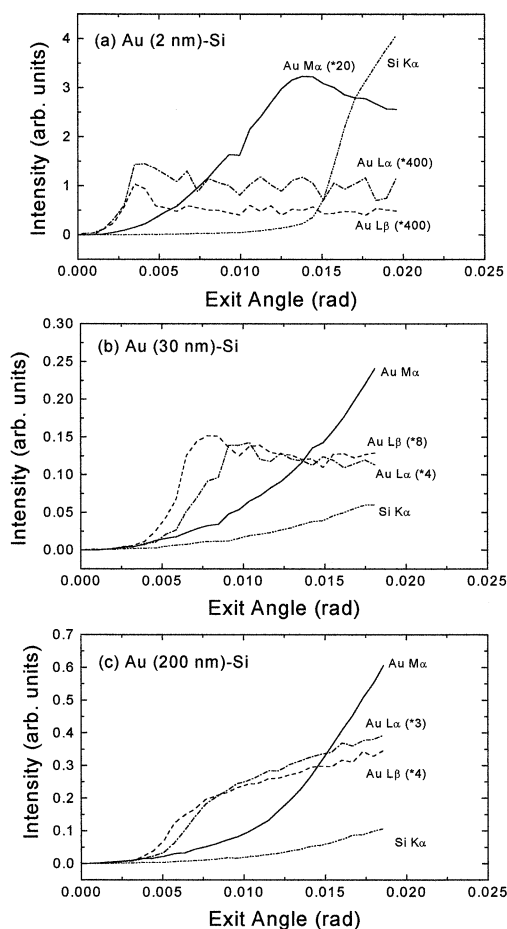 (a) Au (2 nm)-Si
Au Mα (*20)
Si Kα
Au Lα (*400)
Au Lβ (*400)
Intensity (arb. units)
4
3
2
1
0
0.000 0.005 0.010 0.015 0.020 0.025
Exit Angle (rad)
(b) Au (30 nm)-Si
Au Mα
Au Lβ (*8)
Au Lα (*4)
Si Kα
Intensity (arb. units)
0.30
0.25
0.20
0.15
0.10
0.05
0.00
0.000 0.005 0.010 0.015 0.020 0.025
Exit Angle (rad)
(c) Au (200 nm)-Si
Au Mα
Au Lα (*3)
Au Lβ (*4)
Si Kα
Intensity (arb. units)
0.7
0.6
0.5
0.4
0.3
0.2
0.1
0.0
0.000 0.005 0.010 0.015 0.020 0.025
Exit Angle (rad)